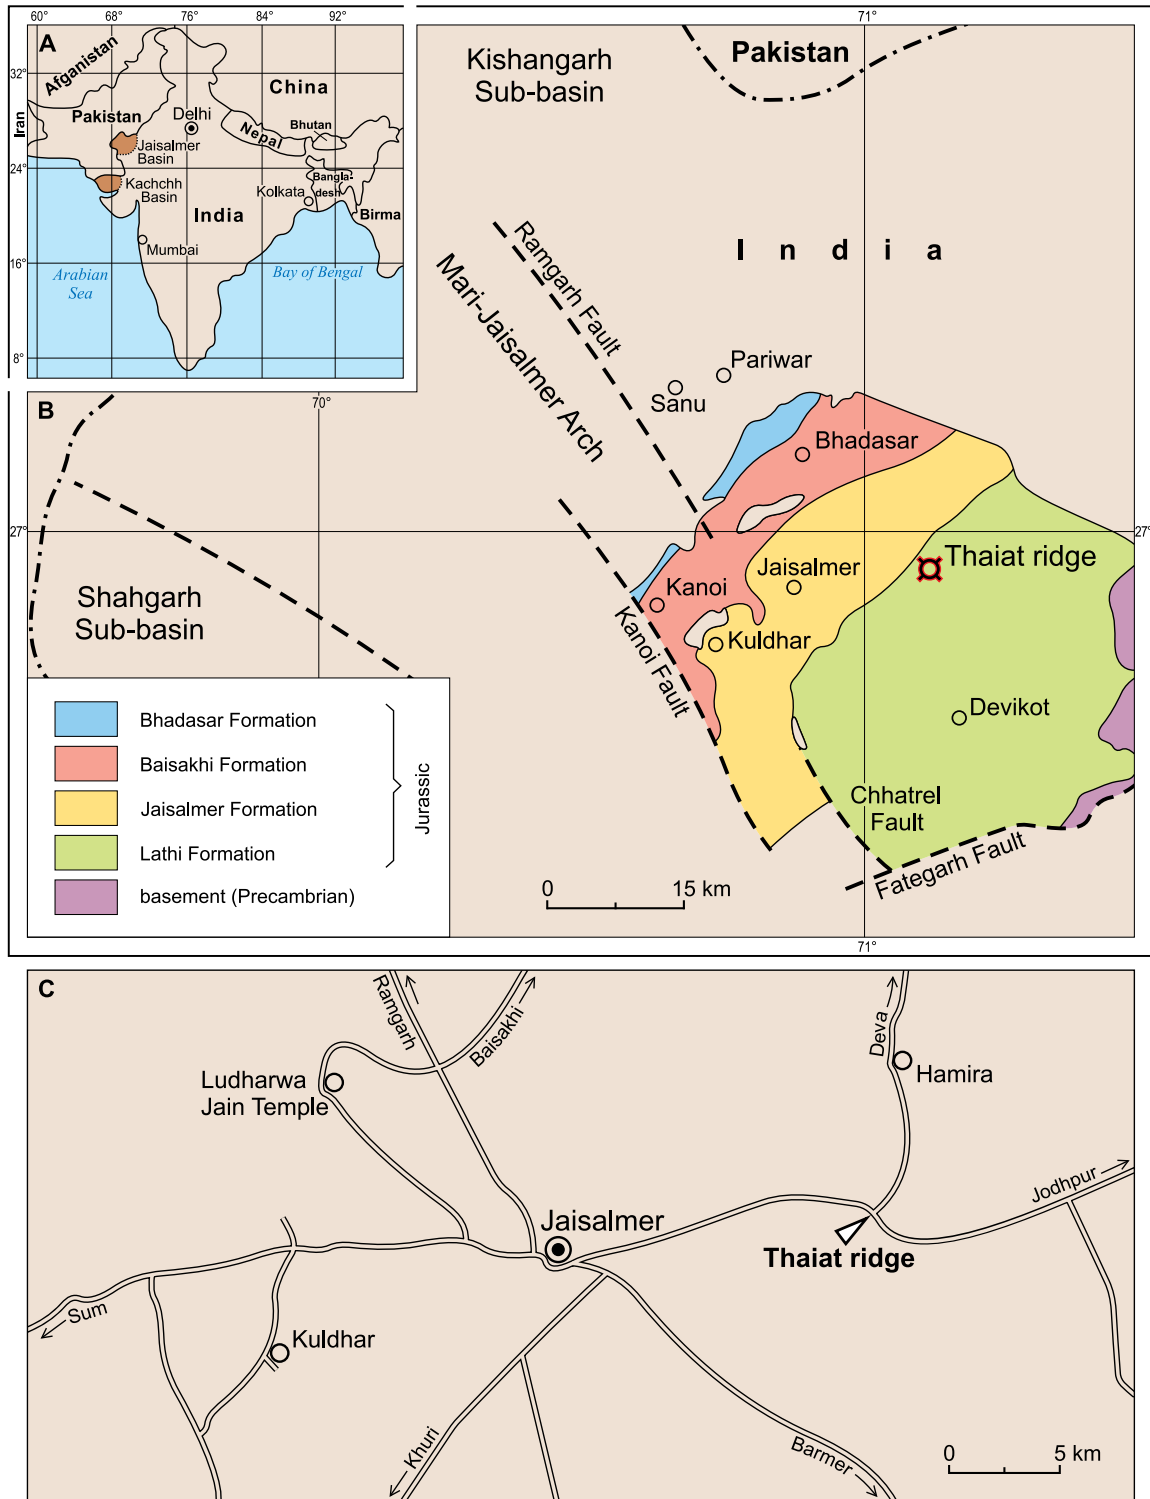 60°
68°
76°
84°
92°
A
32°
24°
16°
8°
Afganistan
Iran
Pakistan
China
Delhi
Nepal
Bhutan
Jaisalmer
Basin
Kachchh
Basin
Bangla-
desh
Kolkata
India
Birma
Mumbai
Arabian
Sea
Bay of Bengal
B
70°
71°
27°
27°
71°
Kishangarh
Sub-basin
Pakistan
India
Ramgarh Fault
Mari-Jaisalmer Arch
Pariwar
Sanu
Bhadasar
Thaiat ridge
Jaisalmer
Kanoi
Kuldhar
Kanoi Fault
Shahgarh
Sub-basin
Devikot
Chhatrel
Fault
Fategarh Fault
Bhadasar Formation
Baisakhi Formation
Jaisalmer Formation
Lathi Formation
basement (Precambrian)
Jurassic
0
15 km
C
Ramgarh
Baisakhi
Deva
Ludharwa
Jain Temple
Hamira
Jodhpur
Jaisalmer
Thaiat ridge
Sum
Kuldhar
Khuri
Barmer
0
5 km